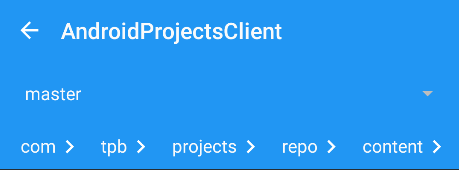 AndroidProjectsClient
master
com tpb projects repo content